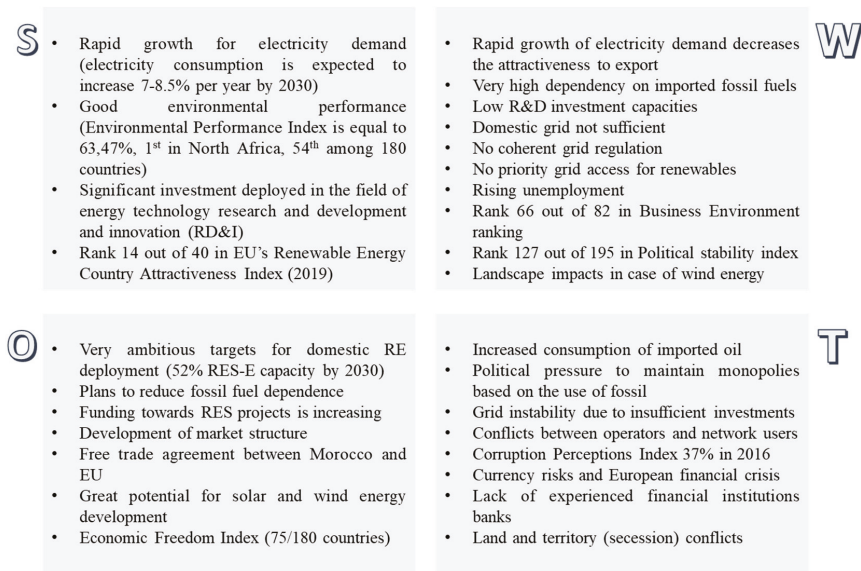 S
• Rapid growth for electricity demand
(electricity consumption is expected to
increase 7-8.5% per year by 2030)
• Good environmental performance
(Environmental Performance Index is equal to
63,47%, 1st in North Africa, 54th among 180
countries)
• Significant investment deployed in the field of
energy technology research and development
and innovation (RD&I)
• Rank 14 out of 40 in EU's Renewable Energy
Country Attractiveness Index (2019)
W
• Rapid growth of electricity demand decreases
the attractiveness to export
• Very high dependency on imported fossil fuels
• Low R&D investment capacities
• Domestic grid not sufficient
• No coherent grid regulation
• No priority grid access for renewables
• Rising unemployment
• Rank 66 out of 82 in Business Environment
ranking
• Rank 127 out of 195 in Political stability index
• Landscape impacts in case of wind energy
O
• Very ambitious targets for domestic RE
deployment (52% RES-E capacity by 2030)
• Plans to reduce fossil fuel dependence
• Funding towards RES projects is increasing
• Development of market structure
• Free trade agreement between Morocco and
EU
• Great potential for solar and wind energy
development
• Economic Freedom Index (75/180 countries)
T
• Increased consumption of imported oil
• Political pressure to maintain monopolies
based on the use of fossil
• Grid instability due to insufficient investments
• Conflicts between operators and network users
• Corruption Perceptions Index 37% in 2016
• Currency risks and European financial crisis
• Lack of experienced financial institutions
banks
• Land and territory (secession) conflicts